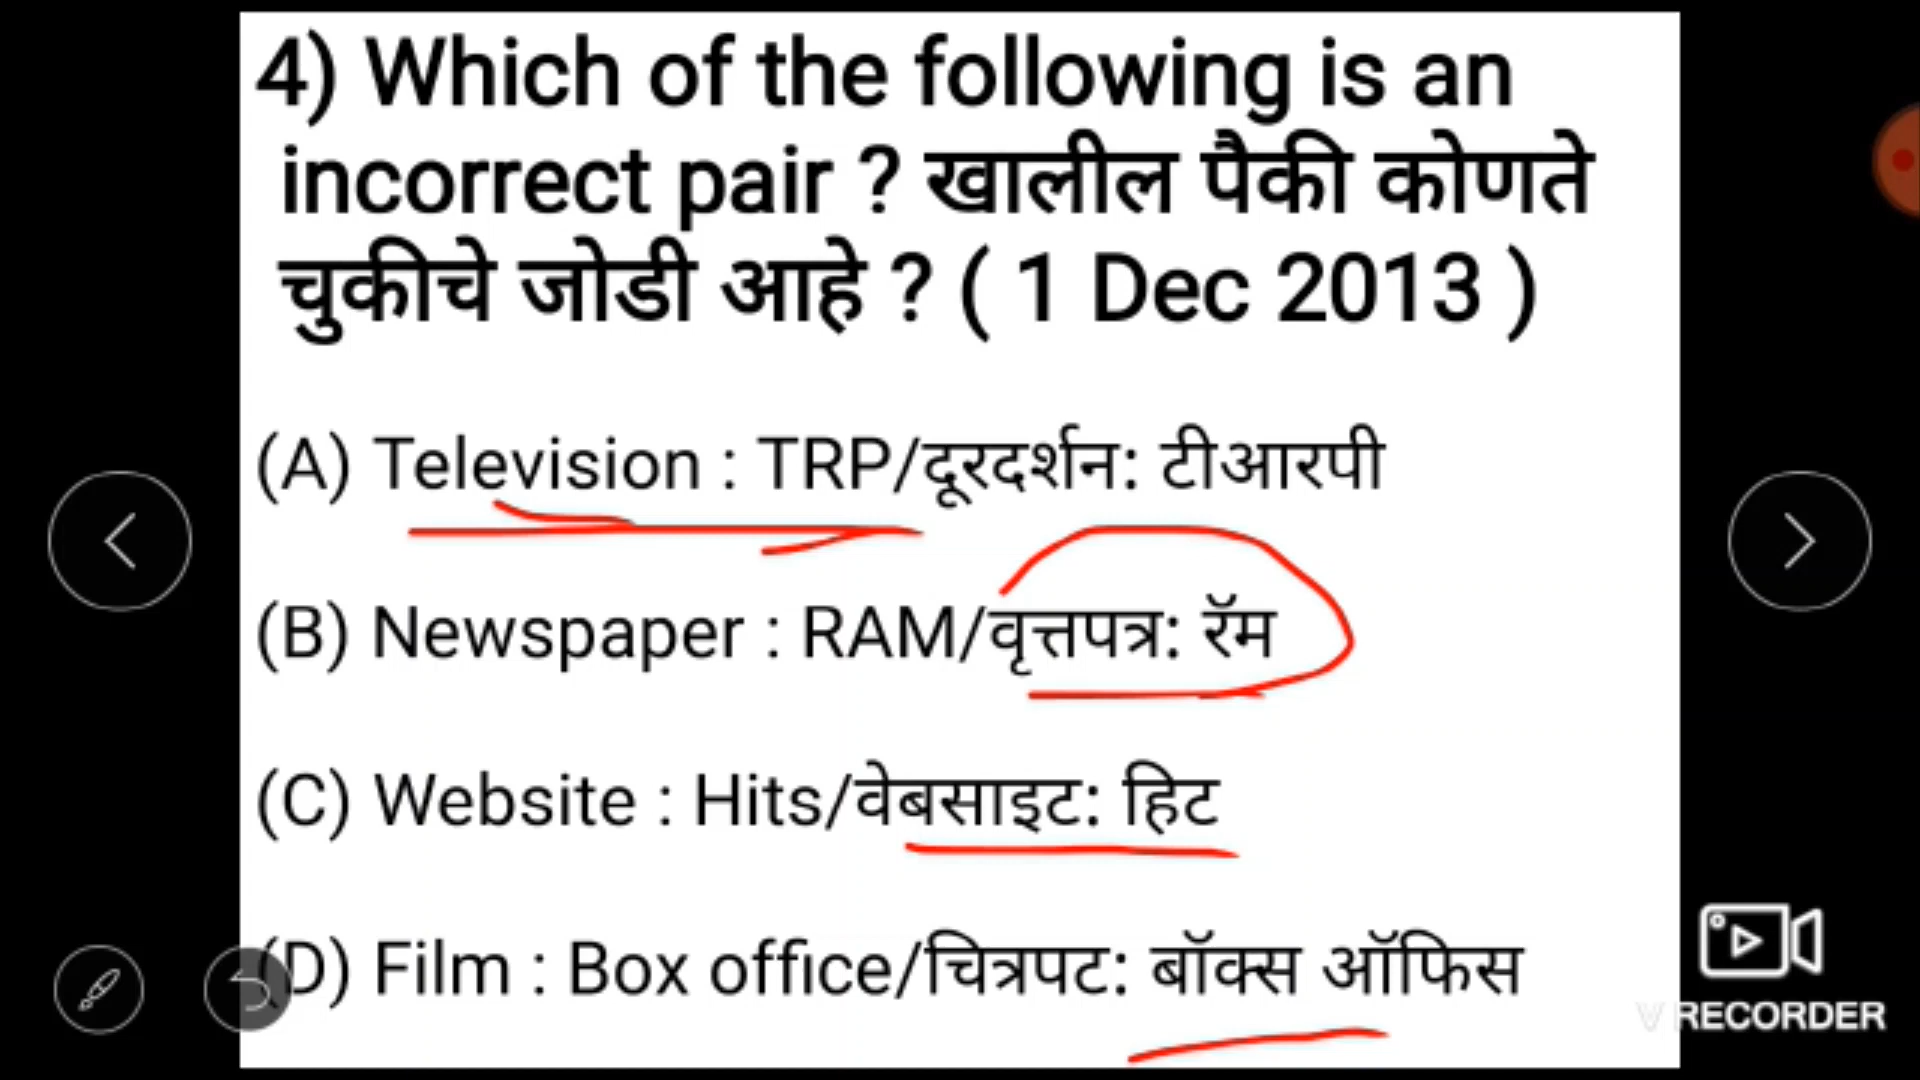 4) Which of the following is an
incorrect pair ? खालील पैकी कोणते
चुकीचे जोडी आहे ? ( 1 Dec 2013 )
(A) Television : TRP/दूरदर्शन: टीआरपी
(B) Newspaper : RAM/वृत्तपत्र: रॅम
(C) Website : Hits/वेबसाइट: हिट
(D) Film : Box office/चित्रपट: बॉक्स ऑफिस
V RECORDER